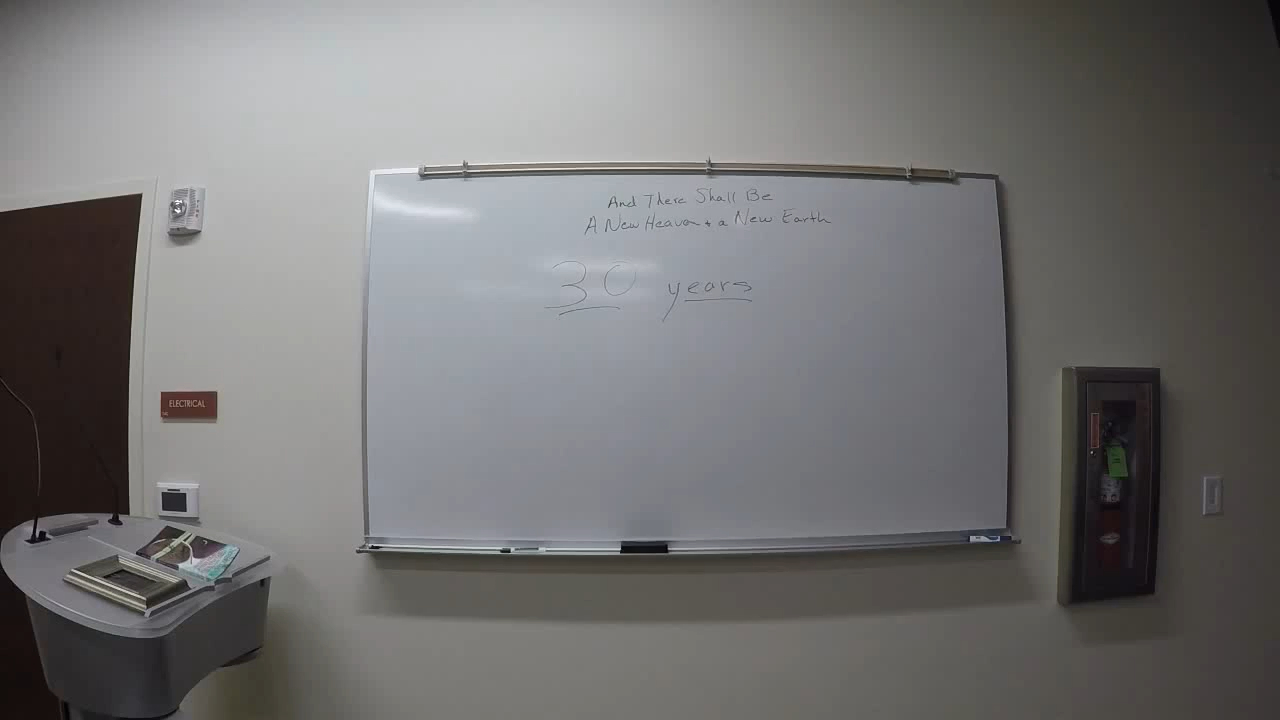 And There Shall Be
A New Heaven & a New Earth
30 years
ELECTRICAL